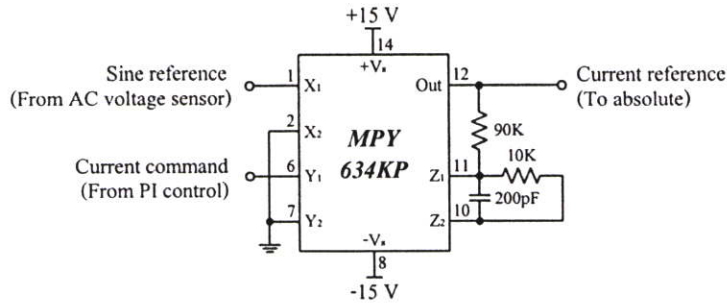 +15 V
14
+Vs
Sine reference
(From AC voltage sensor)
1
X1
12
Out
Current reference
(To absolute)
2
X2
MPY
634KP
90K
Current command
(From PI control)
6
Y1
11
Z1
10K
200pF
7
Y2
10
Z2
-Vs
8
-15 V